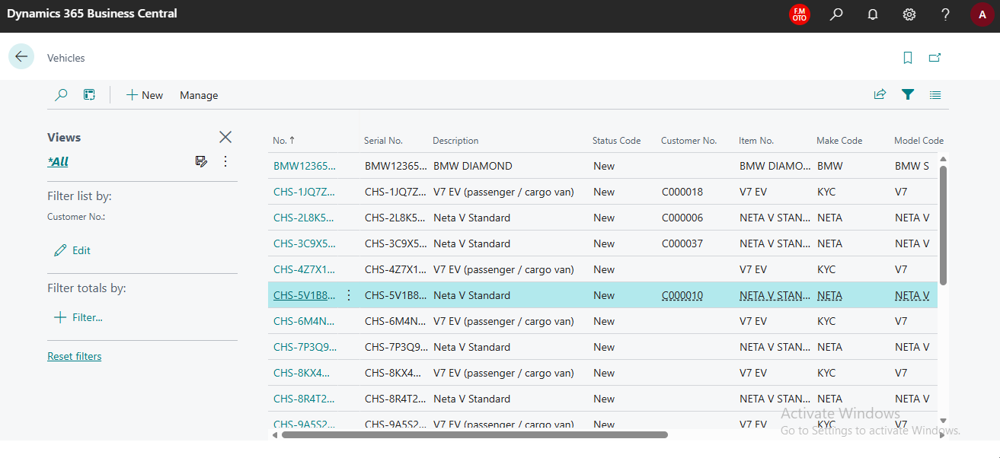 Dynamics 365 Business Central
F.M
OTO
?
A
Vehicles
New Manage
Views
*All
Filter list by:
Customer No.:
Edit
Filter totals by:
Filter...
Reset filters
No. ↑ Serial No. Description Status Code Customer No. Item No. Make Code Model Code
BMW12365... BMW12365... BMW DIAMOND New BMW DIAMO... BMW BMW S
CHS-1JQ7Z... CHS-1JQ7Z... V7 EV (passenger / cargo van) New C000018 V7 EV KYC V7
CHS-2L8K5... CHS-2L8K5... Neta V Standard New C000006 NETA V STAN... NETA NETA V
CHS-3C9X5... CHS-3C9X5... Neta V Standard New C000037 NETA V STAN... NETA NETA V
CHS-4Z7X1... CHS-4Z7X1... V7 EV (passenger / cargo van) New V7 EV KYC V7
CHS-5V1B8... CHS-5V1B8... Neta V Standard New C000010 NETA V STAN... NETA NETA V
CHS-6M4N... CHS-6M4N... V7 EV (passenger / cargo van) New V7 EV KYC V7
CHS-7P3Q9... CHS-7P3Q9... Neta V Standard New NETA V STAN... NETA NETA V
CHS-8KX4... CHS-8KX4... V7 EV (passenger / cargo van) New V7 EV KYC V7
CHS-8R4T2... CHS-8R4T2... Neta V Standard New NETA V STAN... NETA NETA V
CHS-9A5S2... CHS-9A5S2... V7 EV (passenger / cargo van) New V7 EV KYC V7
Activate Windows
Go to Settings to activate Windows.